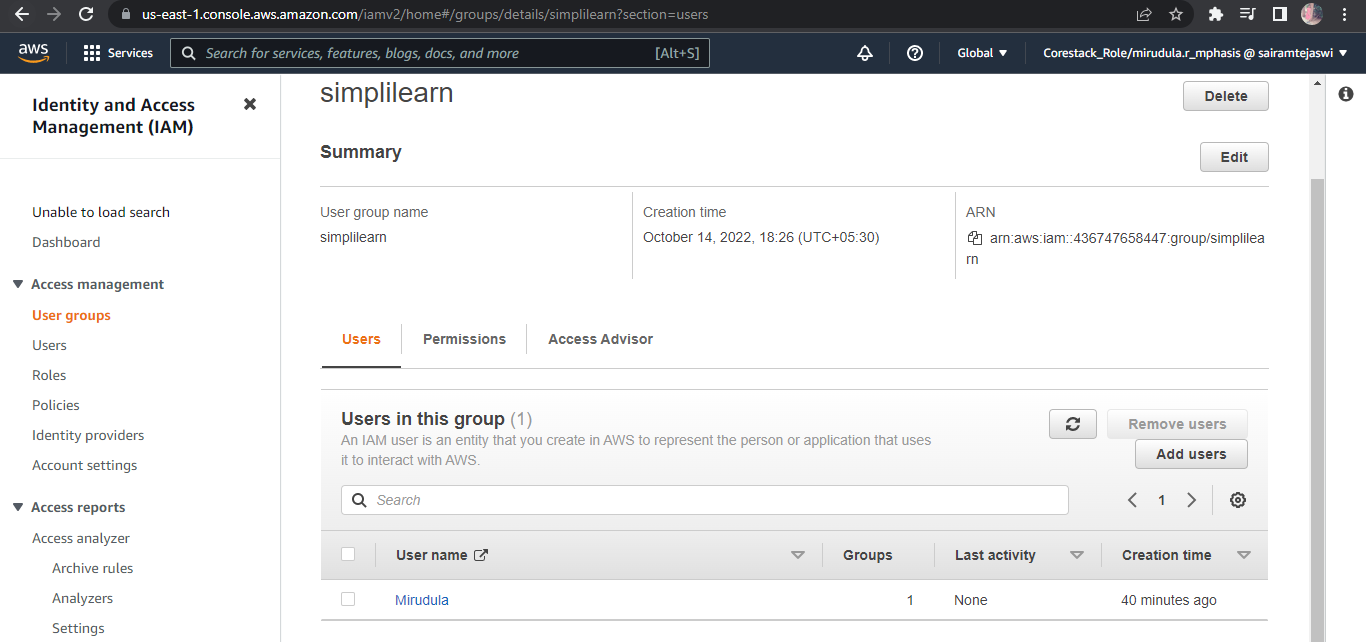 us-east-1.console.aws.amazon.com/iamv2/home#/groups/details/simplilearn?section=users
aws
Services
Search for services, features, blogs, docs, and more
[Alt+S]
Global
Corestack_Role/mirudula.r_mphasis @ sairamtejaswi
Identity and Access
Management (IAM)
Unable to load search
Dashboard
Access management
User groups
Users
Roles
Policies
Identity providers
Account settings
Access reports
Access analyzer
Archive rules
Analyzers
Settings
simplilearn
Delete
Summary
Edit
User group name
simplilearn
Creation time
October 14, 2022, 18:26 (UTC+05:30)
ARN
arn:aws:iam::436747658447:group/simplilea
rn
Users
Permissions
Access Advisor
Users in this group (1)
An IAM user is an entity that you create in AWS to represent the person or application that uses
it to interact with AWS.
Remove users
Add users
Search
1
User name
Groups
Last activity
Creation time
Mirudula
1
None
40 minutes ago